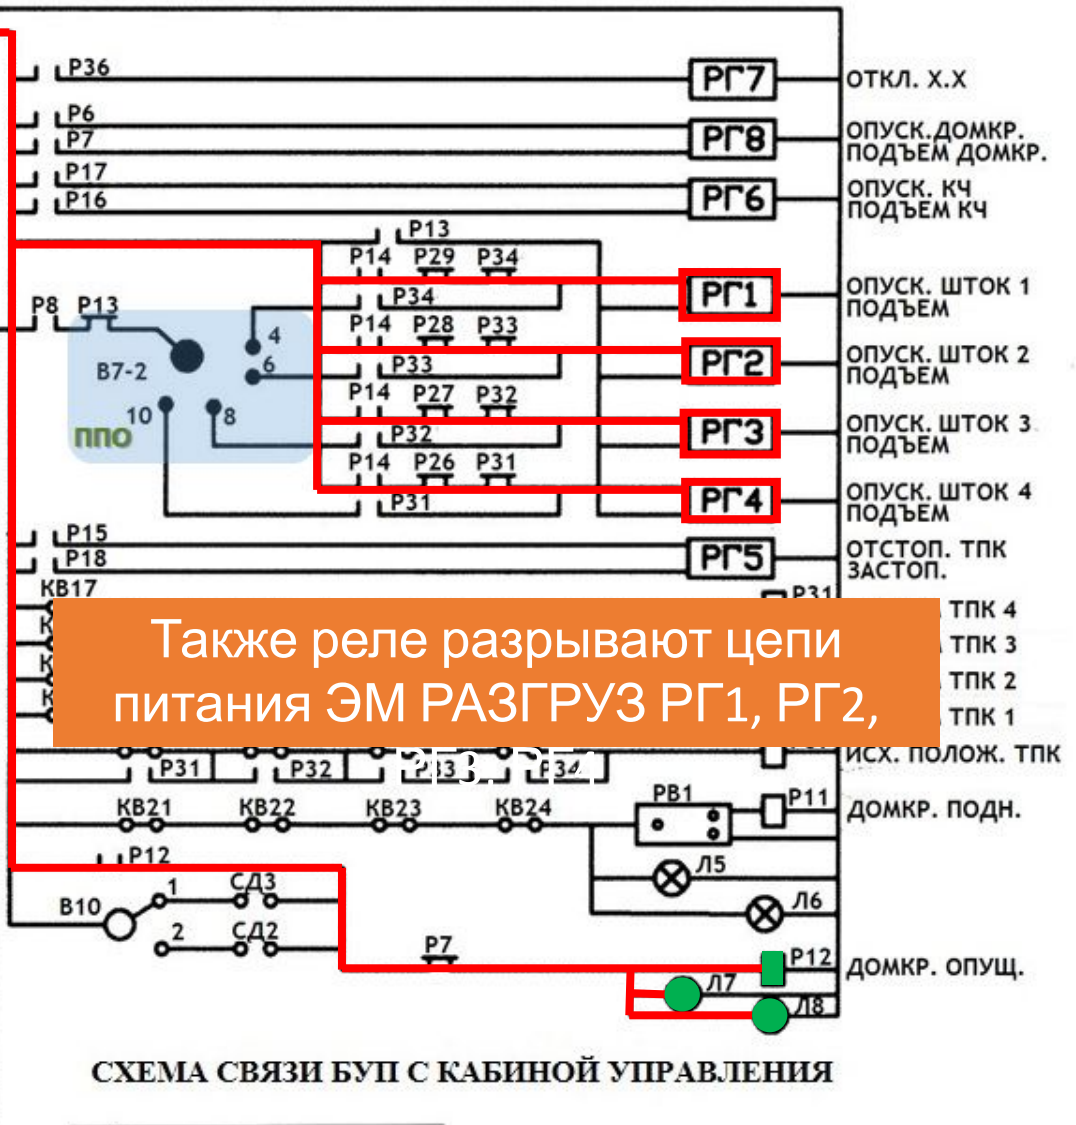 Р36
РГ7
ОТКЛ. Х.Х
Р6
Р7
РГ8
ОПУСК.ДОМКР.
ПОДЪЕМ ДОМКР.
Р17
Р16
РГ6
ОПУСК. КЧ
ПОДЪЕМ КЧ
Р13
Р14 Р29 Р34
Р34
РГ1
ОПУСК. ШТОК 1
ПОДЪЕМ
Р8 Р13
4
6
В7-2
10
8
ППО
Р14 Р28 Р33
Р33
РГ2
ОПУСК. ШТОК 2
ПОДЪЕМ
Р14 Р27 Р32
Р32
РГ3
ОПУСК. ШТОК 3
ПОДЪЕМ
Р14 Р26 Р31
Р31
РГ4
ОПУСК. ШТОК 4
ПОДЪЕМ
Р15
Р18
РГ5
ОТСТОП. ТПК
ЗАСТОП.
КВ17
Р31
ТПК 4
ТПК 3
ТПК 2
ТПК 1
Также реле разрывают цепи
питания ЭМ РАЗГРУЗ РГ1, РГ2,
РГ3, РГ4
ИСХ. ПОЛОЖ. ТПК
Р31 Р32 Р33 Р34
КВ21 КВ22 КВ23 КВ24
РВ1
Р11
ДОМКР. ПОДН.
Р12
Л5
Л6
В10
1
СД3
2
СД2
Р7
Р12
ДОМКР. ОПУЩ.
Л7
Л8
СХЕМА СВЯЗИ БУП С КАБИНОЙ УПРАВЛЕНИЯ